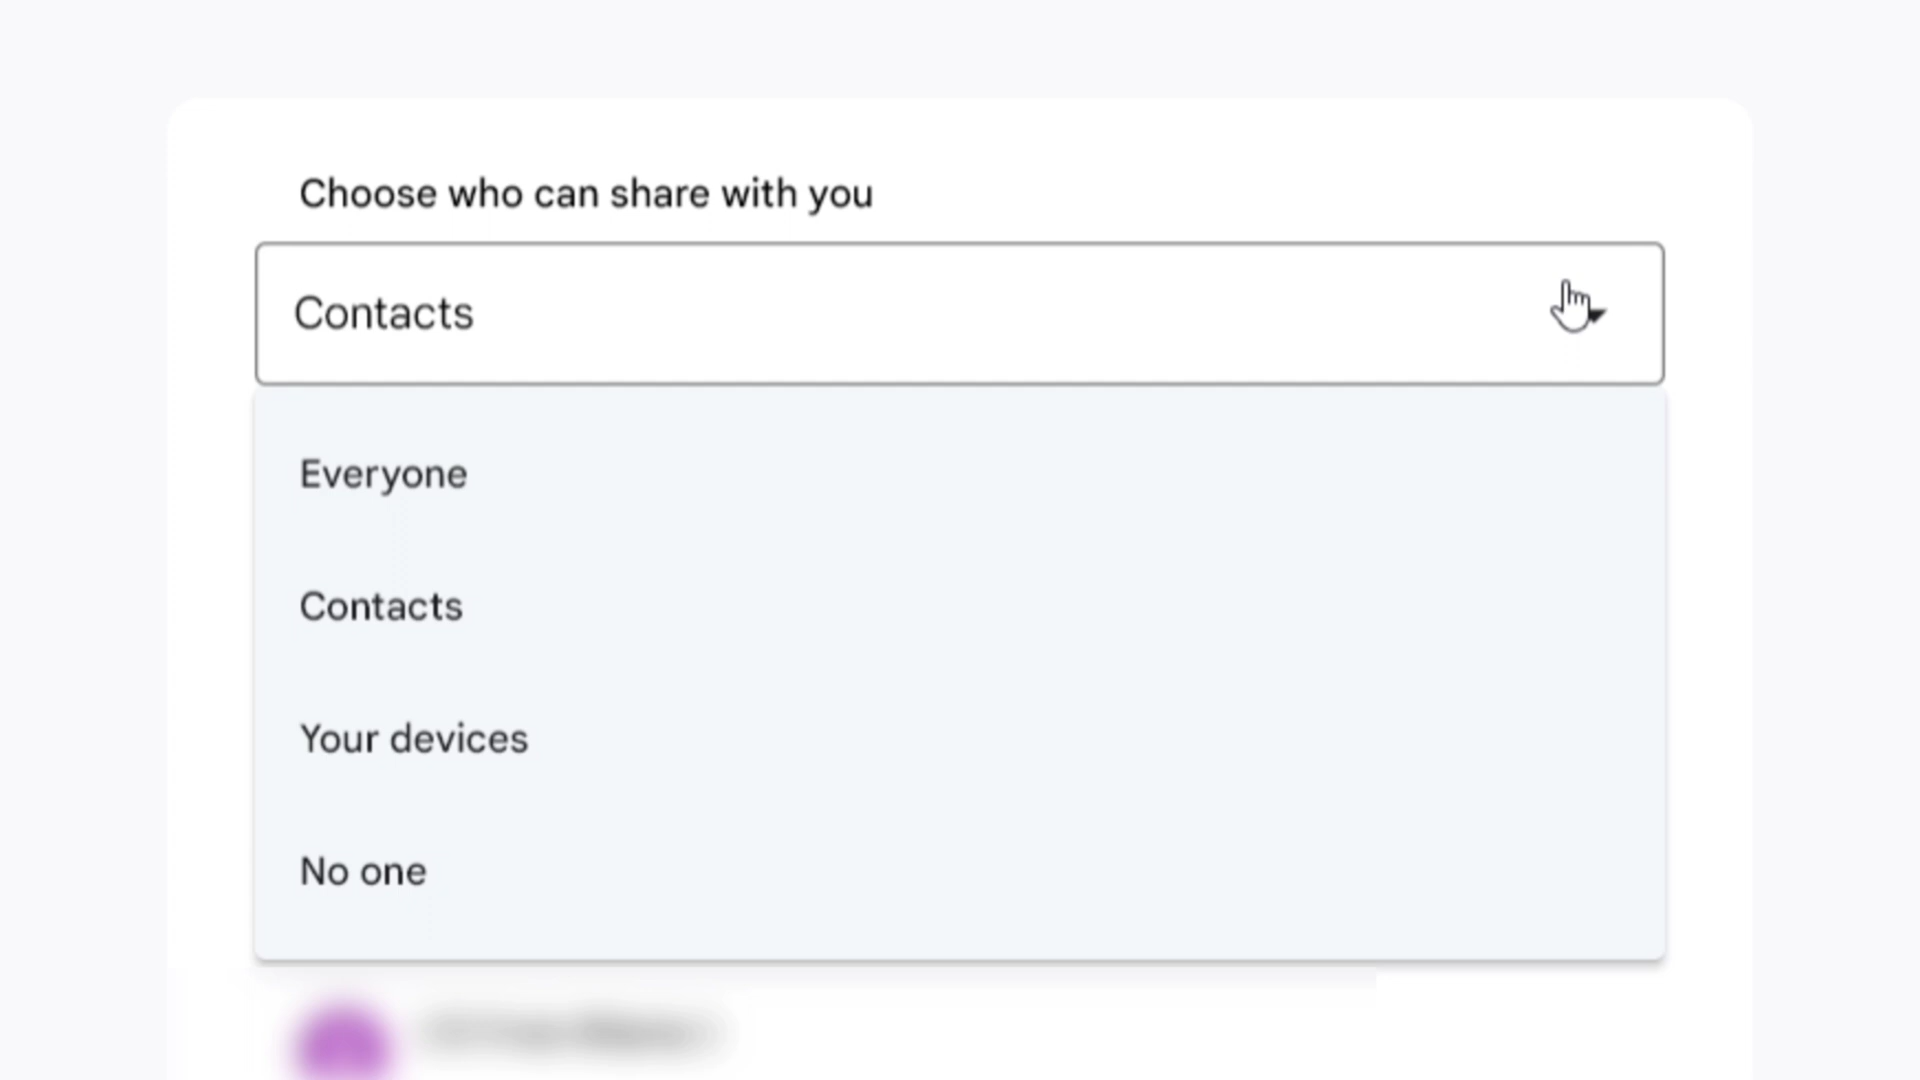 Choose who can share with you
Contacts
Everyone
Contacts
Your devices
No one